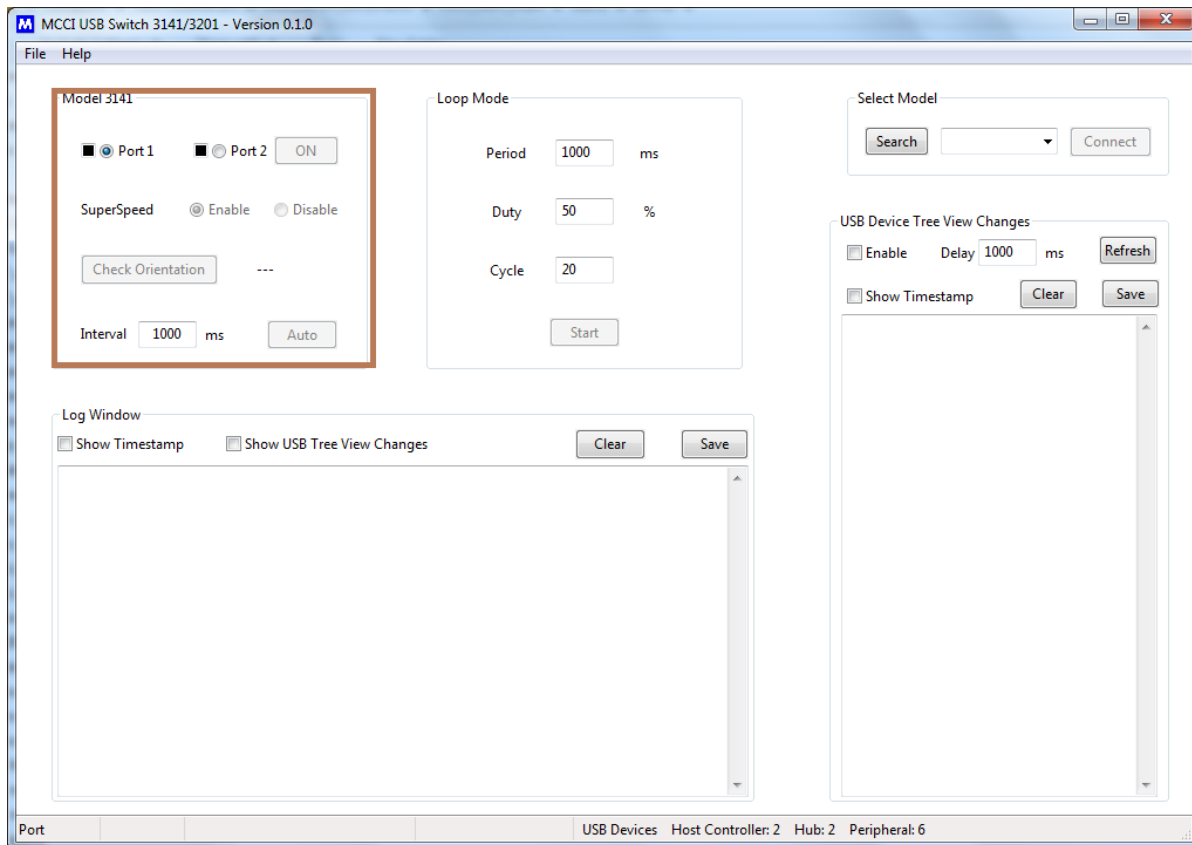 M MCCI USB Switch 3141/3201 - Version 0.1.0
File Help
Model 3141
Port 1 Port 2 ON
SuperSpeed Enable Disable
Check Orientation ---
Interval 1000 ms Auto
Loop Mode
Period 1000 ms
Duty 50 %
Cycle 20
Start
Select Model
Search Connect
USB Device Tree View Changes
Enable Delay 1000 ms Refresh
Show Timestamp Clear Save
Log Window
Show Timestamp Show USB Tree View Changes Clear Save
Port USB Devices Host Controller: 2 Hub: 2 Peripheral: 6